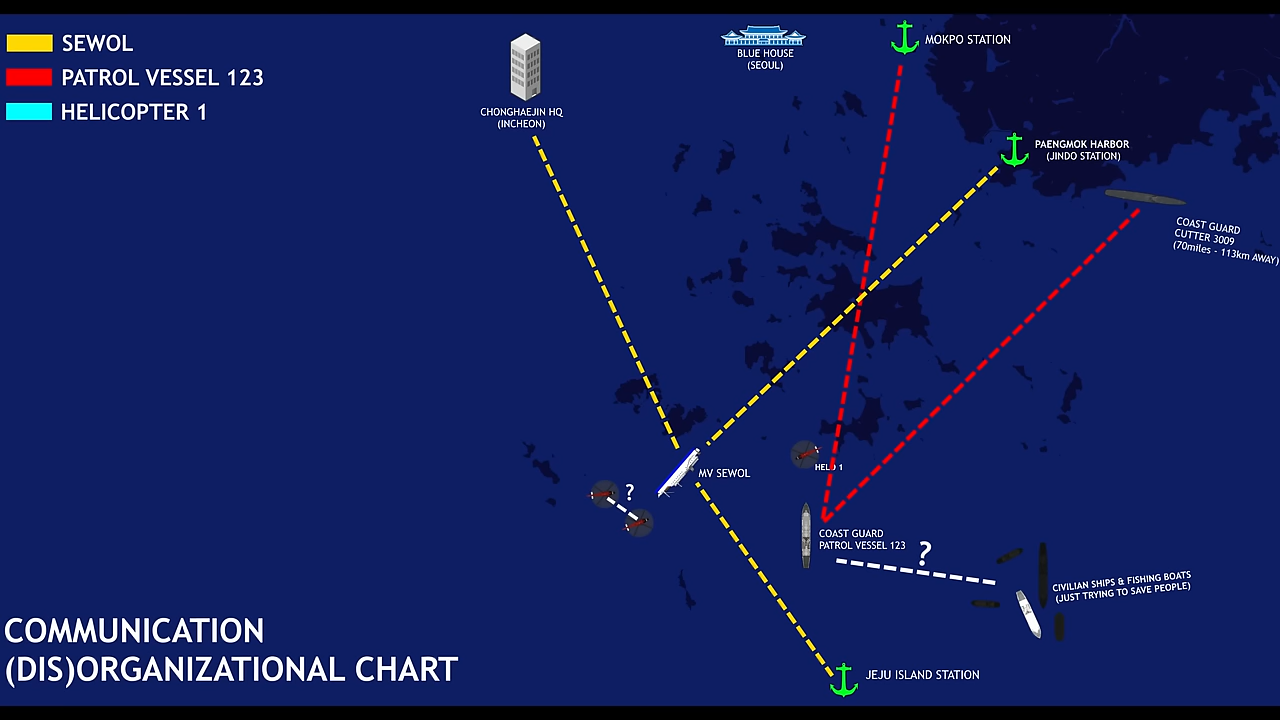 SEWOL
PATROL VESSEL 123
HELICOPTER 1
CHONGHAEJIN HQ
(INCHEON)
BLUE HOUSE
(SEOUL)
MOKPO STATION
PAENGMOK HARBOR
(JINDO STATION)
COAST GUARD
CUTTER 3009
(70miles - 113km AWAY)
HELO 1
MV SEWOL
?
COAST GUARD
PATROL VESSEL 123
?
CIVILIAN SHIPS & FISHING BOATS
(JUST TRYING TO SAVE PEOPLE)
JEJU ISLAND STATION
COMMUNICATION
(DIS)ORGANIZATIONAL CHART